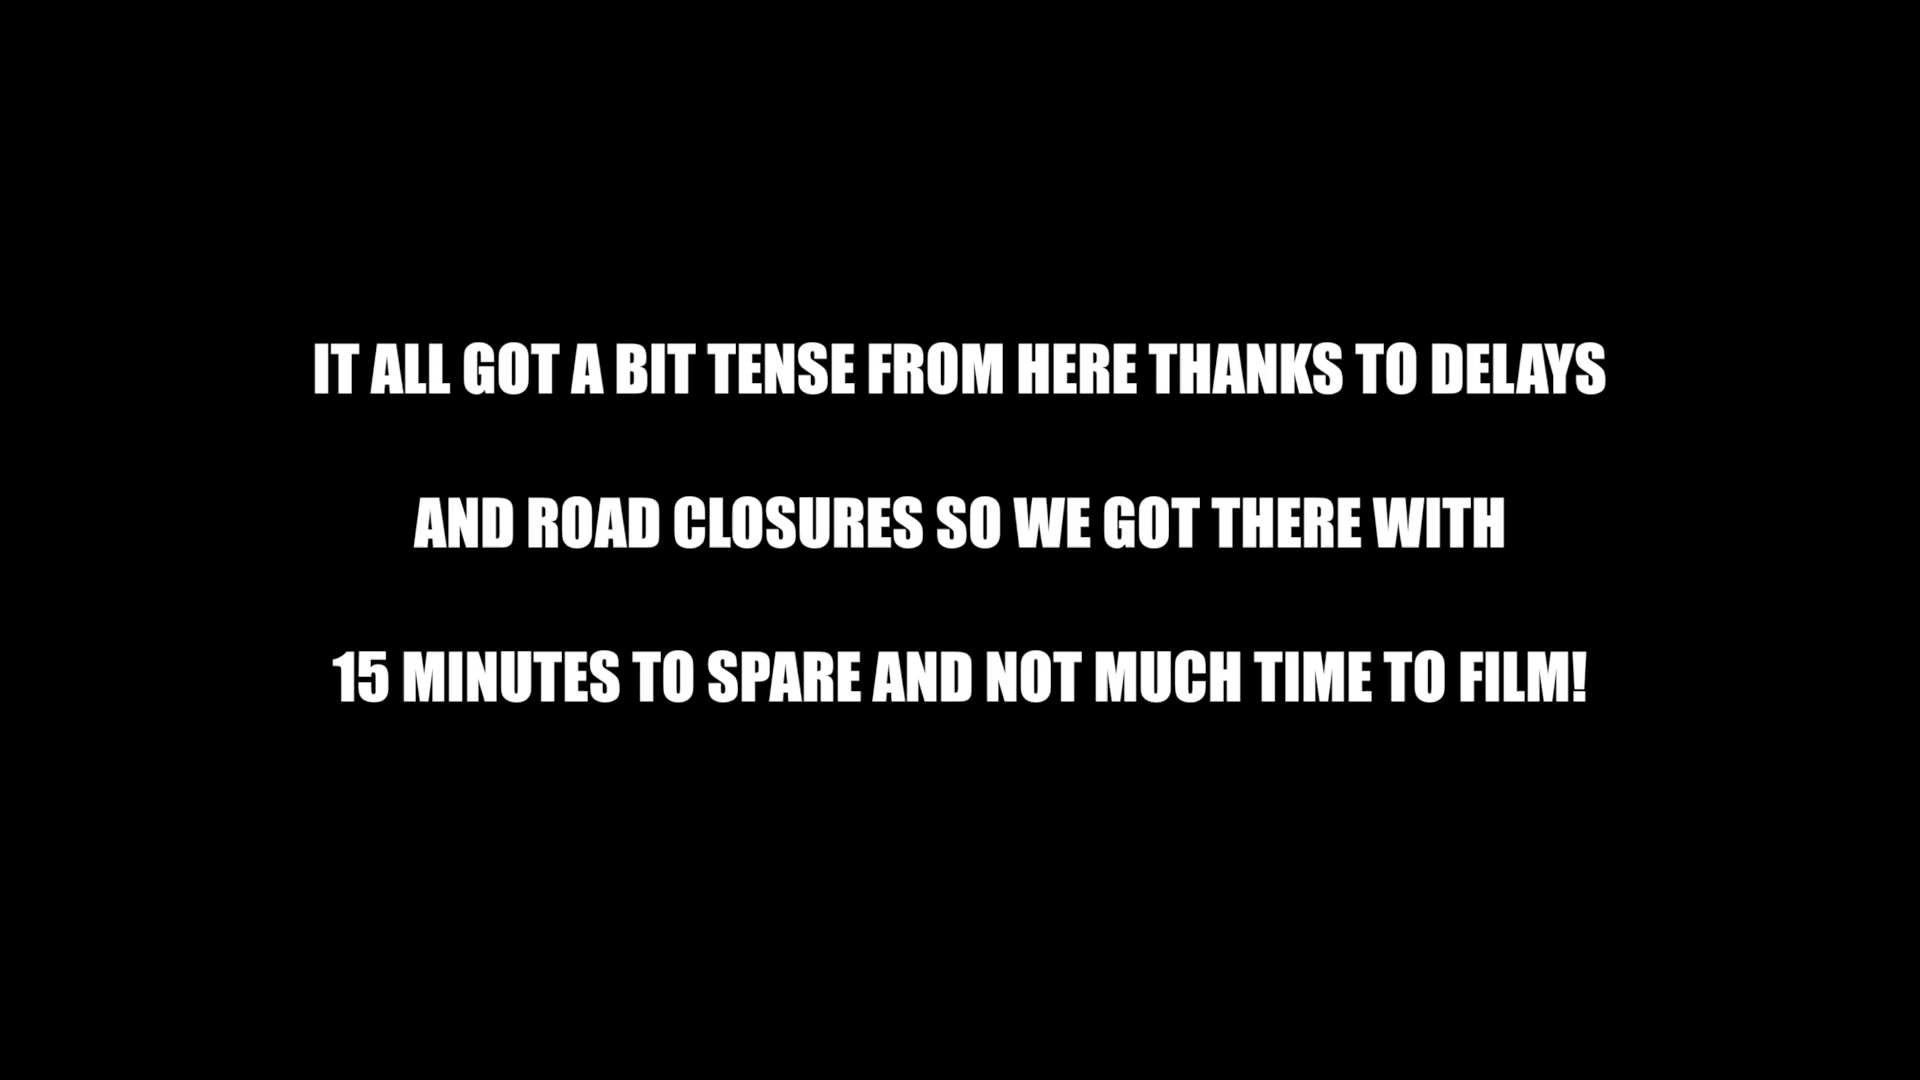 IT ALL GOT A BIT TENSE FROM HERE THANKS TO DELAYS
AND ROAD CLOSURES SO WE GOT THERE WITH
15 MINUTES TO SPARE AND NOT MUCH TIME TO FILM!